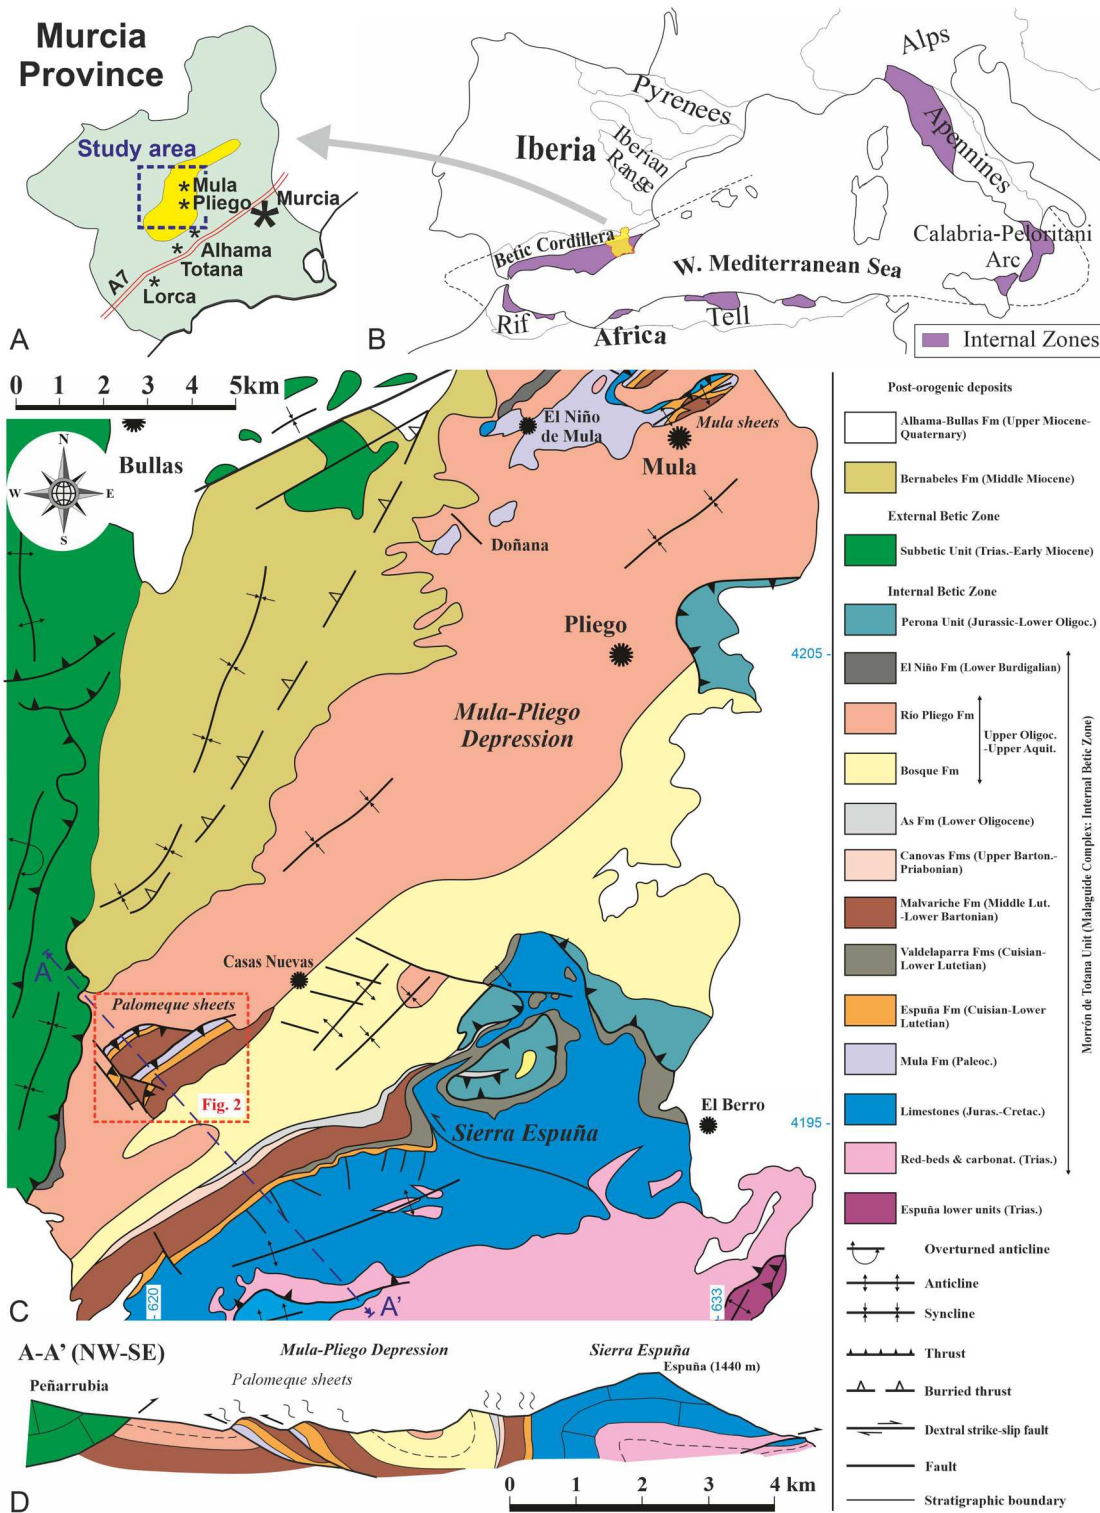 Murcia
Province
Study area
Mula
Pliego
Murcia
Alhama
Totana
Lorca
A7
A
Alps
Pyrenees
Iberia
Iberian
Range
Apennines
Betic Cordillera
Calabria-Peloritani
Arc
W. Mediterranean Sea
Rif
Africa
Tell
B
Internal Zones
0 1 2 3 4 5km
Bullas
N
W E
S
El Niño
de Mula
Mula sheets
Mula
Doñana
Pliego
4205 -
Mula-Pliego
Depression
A
Casas Nuevas
Palomeque sheets
Fig. 2
Sierra Espuña
El Berro
4195 -
C
- 620
A'
- 633
Post-orogenic deposits
Alhama-Bullas Fm (Upper Miocene-
Quaternary)
Bernabeles Fm (Middle Miocene)
External Betic Zone
Subbetic Unit (Trias.-Early Miocene)
Internal Betic Zone
Perona Unit (Jurassic-Lower Oligoc.)
El Niño Fm (Lower Burdigalian)
Río Pliego Fm
Upper Oligoc.
-Upper Aquit.
Bosque Fm
As Fm (Lower Oligocene)
Canovas Fms (Upper Barton.-
Priabonian)
Malvariche Fm (Middle Lut.
-Lower Bartonian)
Valdelaparra Fms (Cuisian-
Lower Lutetian)
España Fm (Cuisian-Lower
Lutetian)
Mula Fm (Paleoc.)
Limestones (Juras.-Cretac.)
Red-beds & carbonat. (Trias.)
Morrón de Totana Unit (Malaguide Complex: Internal Betic Zone)
Espuña lower units (Trias.)
Overturned anticline
Anticline
Syncline
Thrust
Burried thrust
Dextral strike-slip fault
Fault
Stratigraphic boundary
A-A' (NW-SE)
Mula-Pliego Depression
Sierra Espuña
Peñarrubia
Palomeque sheets
Espuña (1440 m)
D
0 1 2 3 4 km